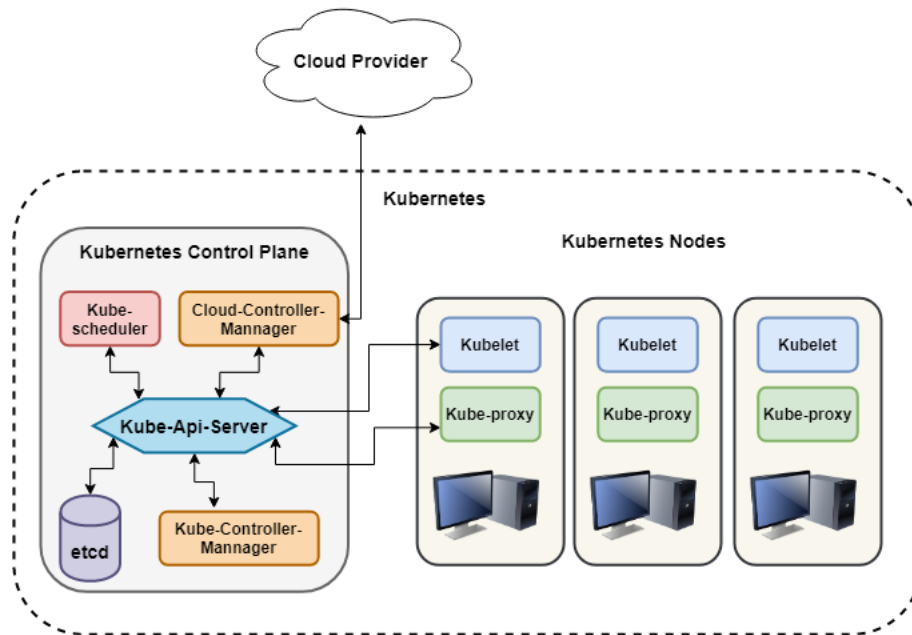 Cloud Provider
Kubernetes
Kubernetes Control Plane
Kubernetes Nodes
Kube-
scheduler
Cloud-Controller-
Mannager
Kube-Api-Server
etcd
Kube-Controller-
Mannager
Kubelet
Kube-proxy
Kubelet
Kube-proxy
Kubelet
Kube-proxy